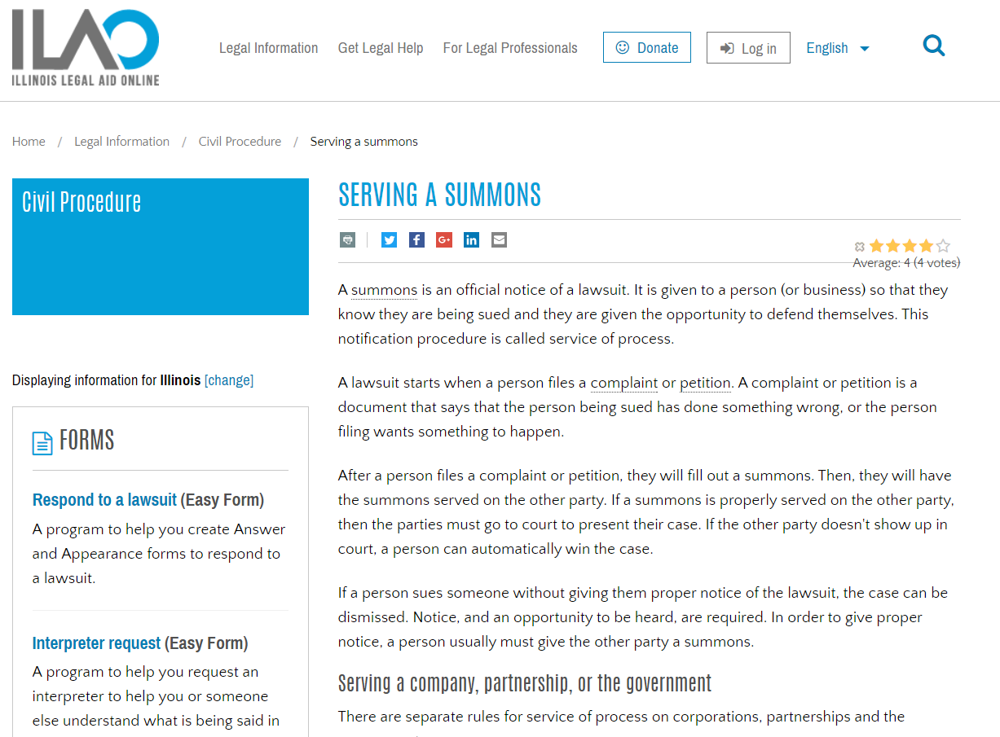 ILAO
ILLINOIS LEGAL AID ONLINE
Legal Information Get Legal Help For Legal Professionals Donate Log in English
Home / Legal Information / Civil Procedure / Serving a summons
Civil Procedure
Displaying information for Illinois [change]
FORMS
Respond to a lawsuit (Easy Form)
A program to help you create Answer
and Appearance forms to respond to
a lawsuit.
Interpreter request (Easy Form)
A program to help you request an
interpreter to help you or someone
else understand what is being said in
SERVING A SUMMONS
Average: 4 (4 votes)
A summons is an official notice of a lawsuit. It is given to a person (or business) so that they
know they are being sued and they are given the opportunity to defend themselves. This
notification procedure is called service of process.
A lawsuit starts when a person files a complaint or petition. A complaint or petition is a
document that says that the person being sued has done something wrong, or the person
filing wants something to happen.
After a person files a complaint or petition, they will fill out a summons. Then, they will have
the summons served on the other party. If a summons is properly served on the other party,
then the parties must go to court to present their case. If the other party doesn't show up in
court, a person can automatically win the case.
If a person sues someone without giving them proper notice of the lawsuit, the case can be
dismissed. Notice, and an opportunity to be heard, are required. In order to give proper
notice, a person usually must give the other party a summons.
Serving a company, partnership, or the government
There are separate rules for service of process on corporations, partnerships and the